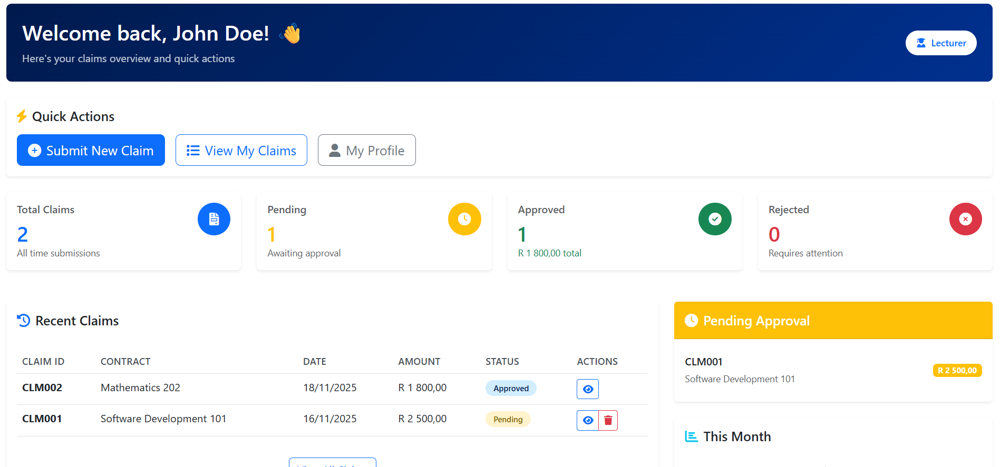 Welcome back, John Doe! 👋
Here's your claims overview and quick actions
Lecturer
Quick Actions
Submit New Claim
View My Claims
My Profile
Total Claims
2
All time submissions
Pending
1
Awaiting approval
Approved
1
R 1 800,00 total
Rejected
0
Requires attention
Recent Claims
CLAIM ID CONTRACT DATE AMOUNT STATUS ACTIONS
CLM002 Mathematics 202 18/11/2025 R 1 800,00 Approved
CLM001 Software Development 101 16/11/2025 R 2 500,00 Pending
Pending Approval
CLM001
Software Development 101
R 2 500,00
This Month